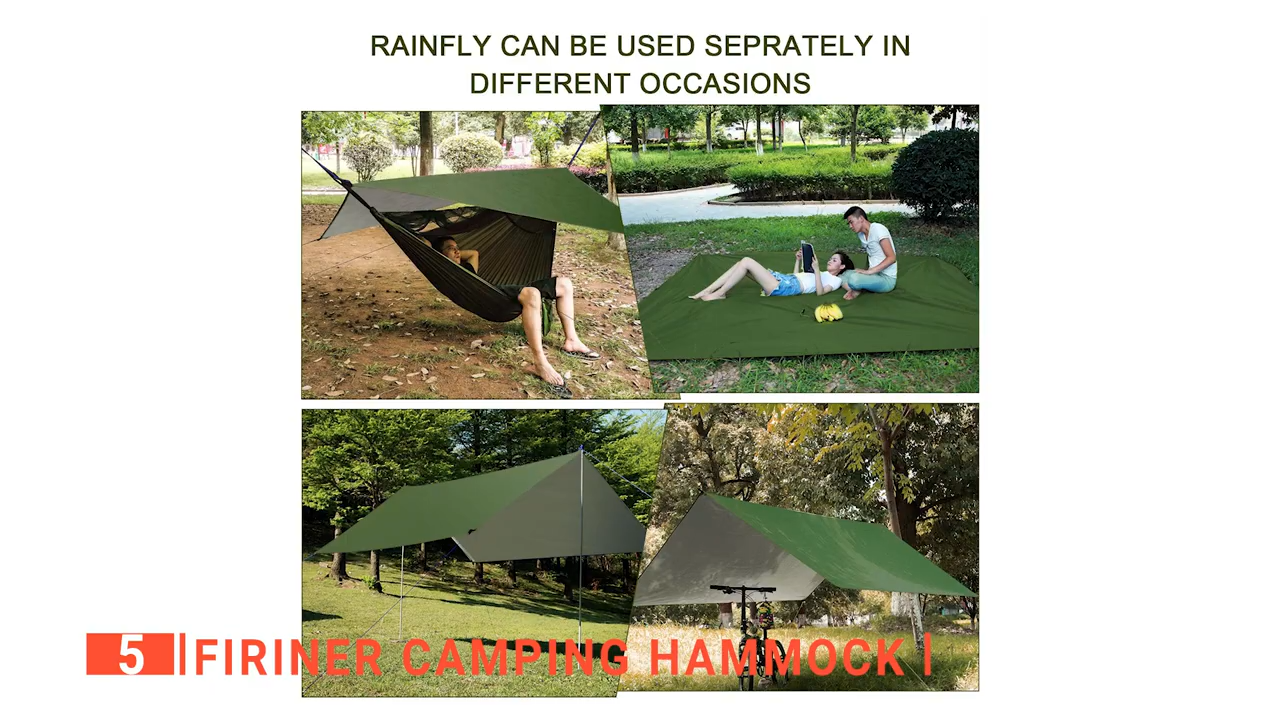 RAINFLY CAN BE USED SEPRATELY IN
DIFFERENT OCCASIONS
5 | FIRINER CAMPING HAMMOCK |